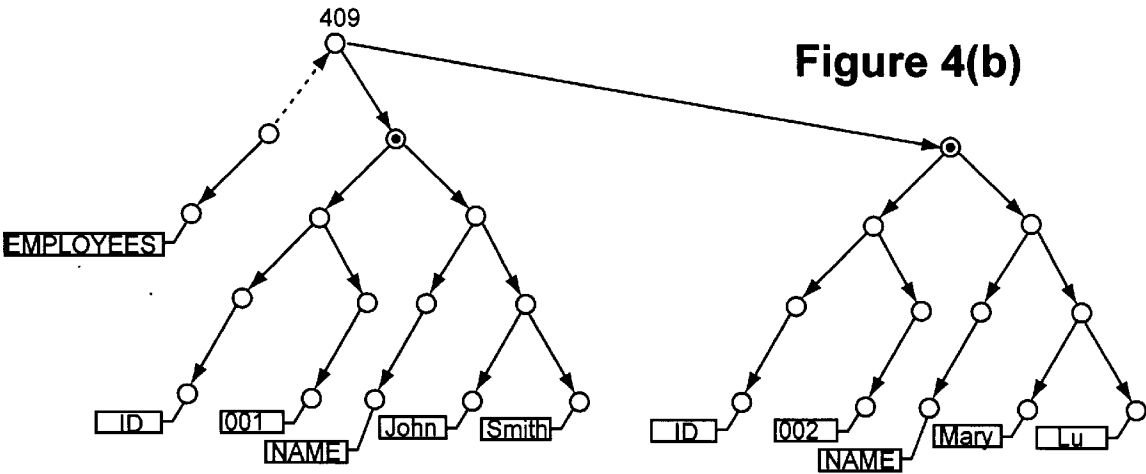 409
Figure 4(b)
EMPLOYEES
ID
001
NAME
John
Smith
ID
002
NAME
Mary
Lu